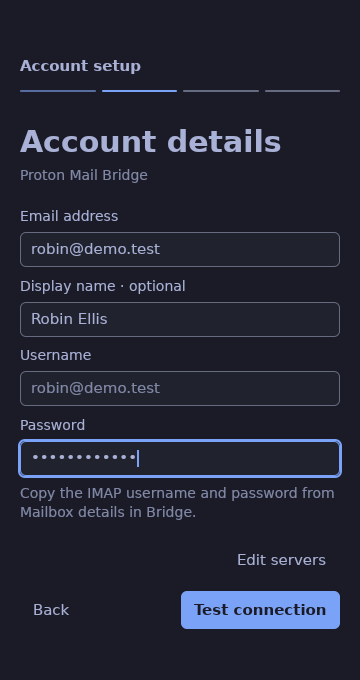 Account setup
Account details
Proton Mail Bridge
Email address
robin@demo.test
Display name · optional
Robin Ellis
Username
robin@demo.test
Password
••••••••••••
Copy the IMAP username and password from
Mailbox details in Bridge.
Edit servers
Back
Test connection